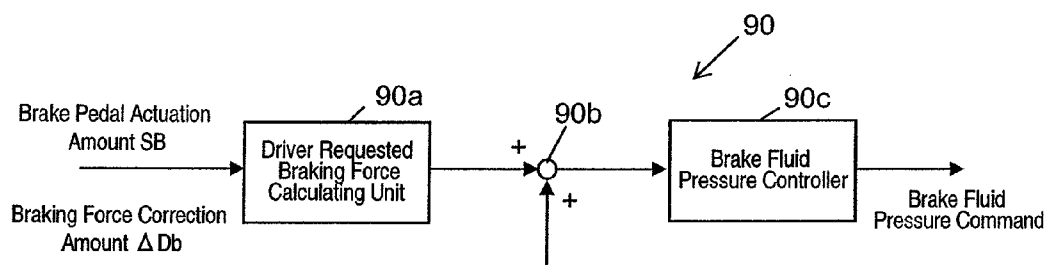 90
90a
90b
90c
Brake Pedal Actuation
Amount SB
Driver Requested
Braking Force
Calculating Unit
+
+
Brake Fluid
Pressure Controller
Brake Fluid
Pressure Command
Braking Force Correction
Amount Δ Db